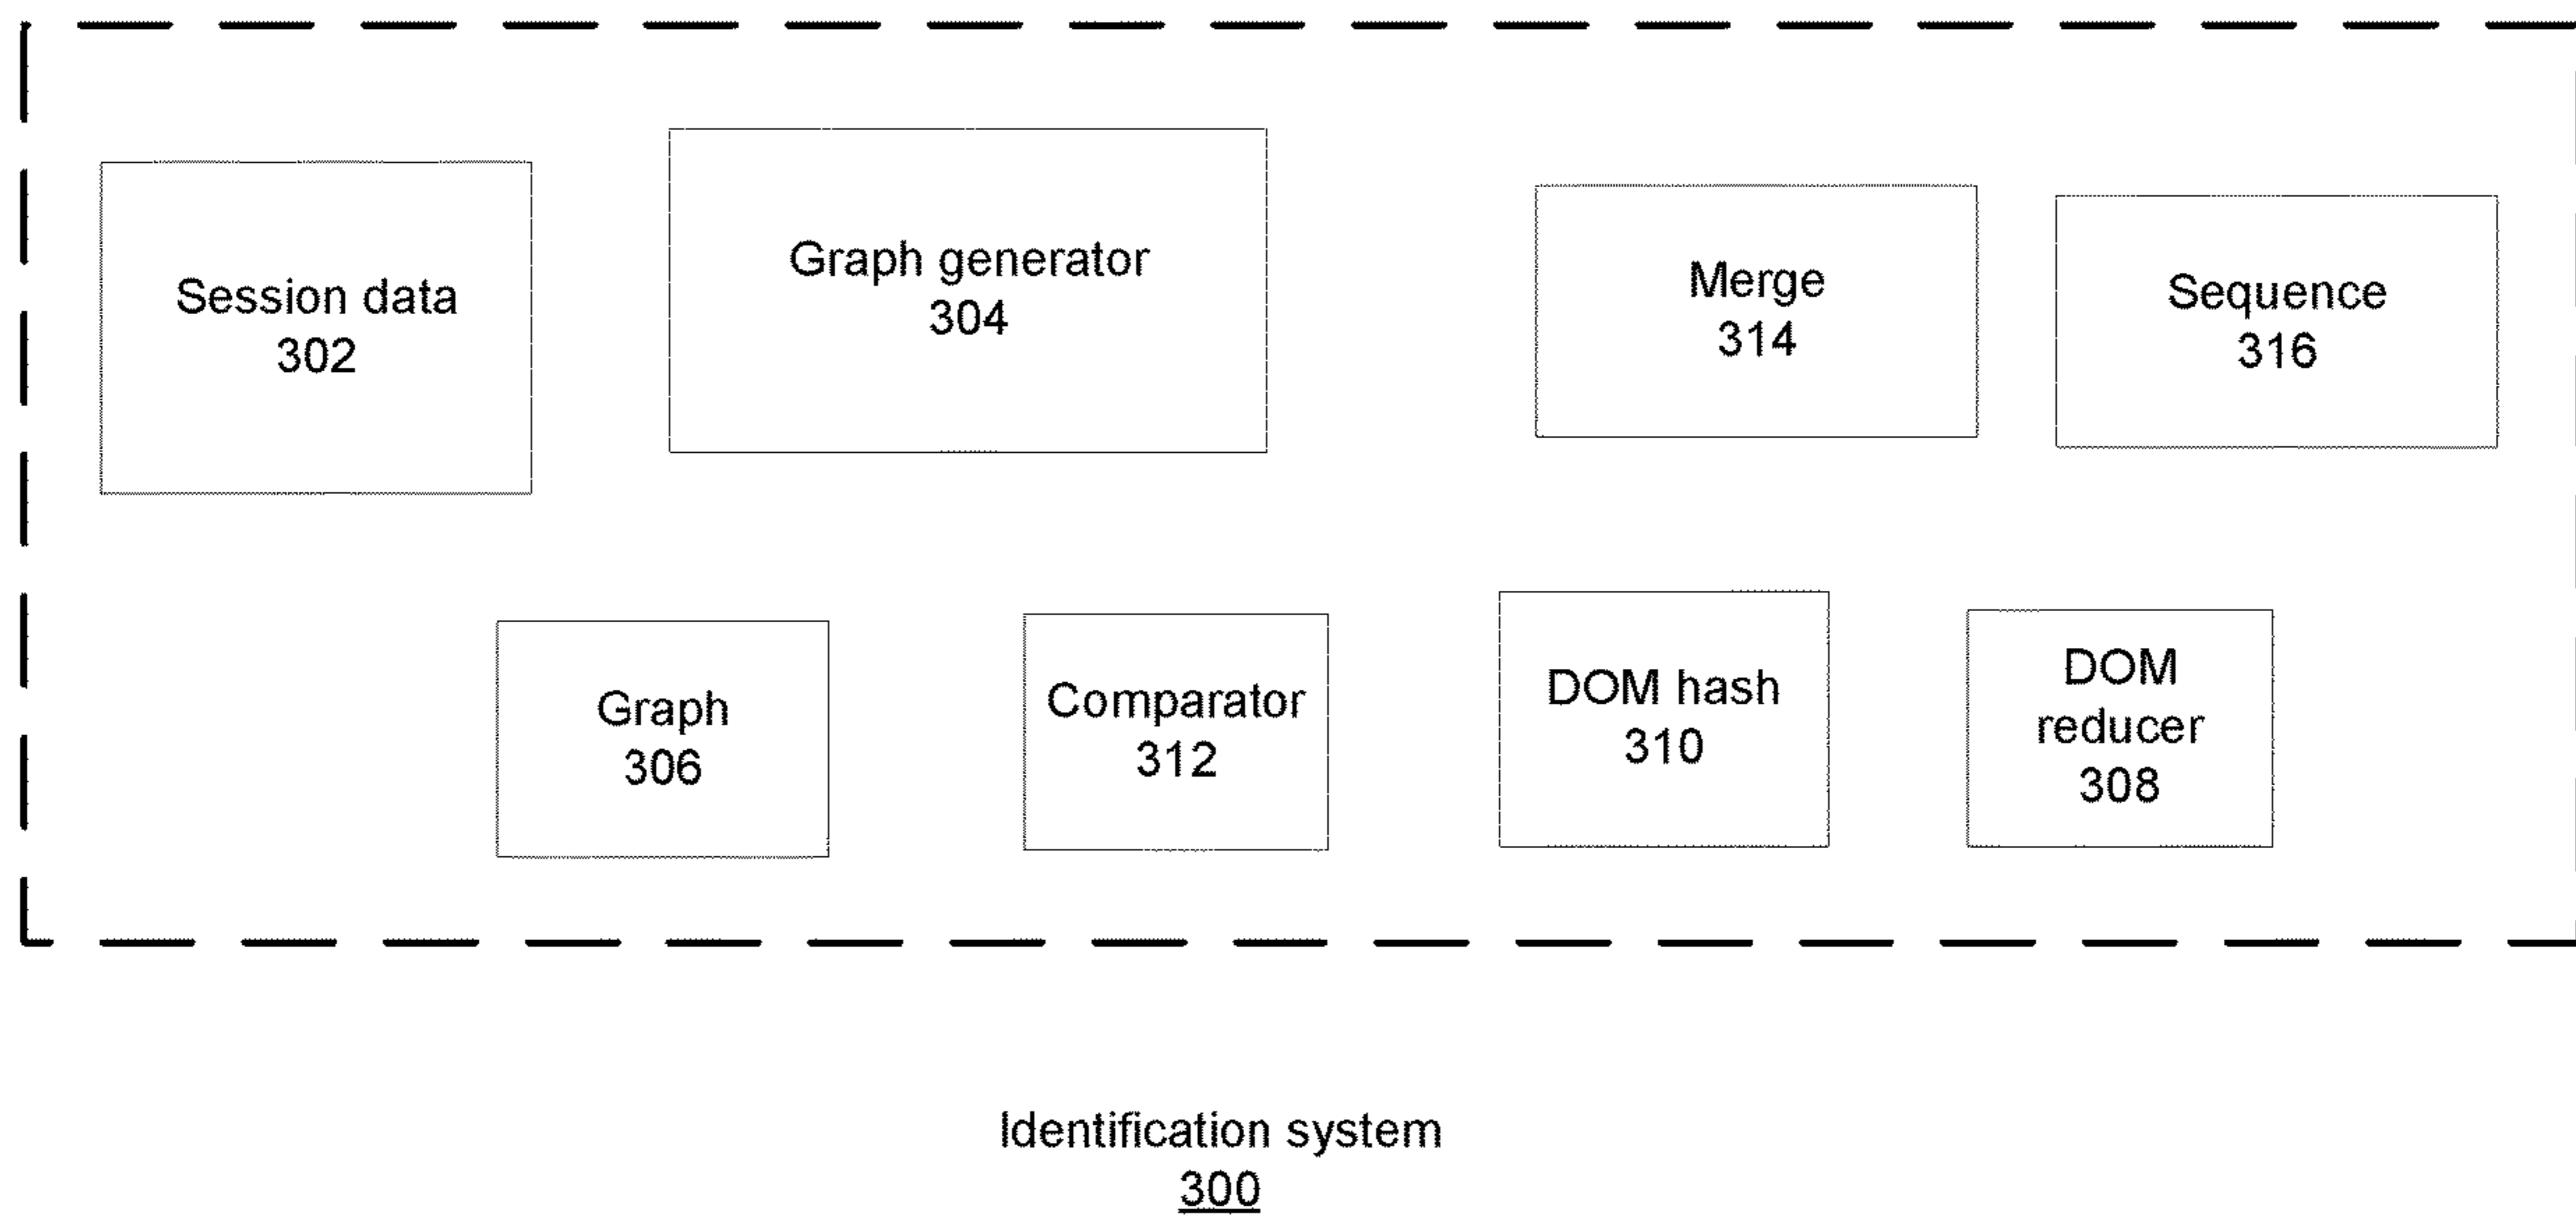 Session data
302
Graph generator
304
Merge
314
Sequence
316
Graph
306
Comparator
312
DOM hash
310
DOM
reducer
308
Identification system
300